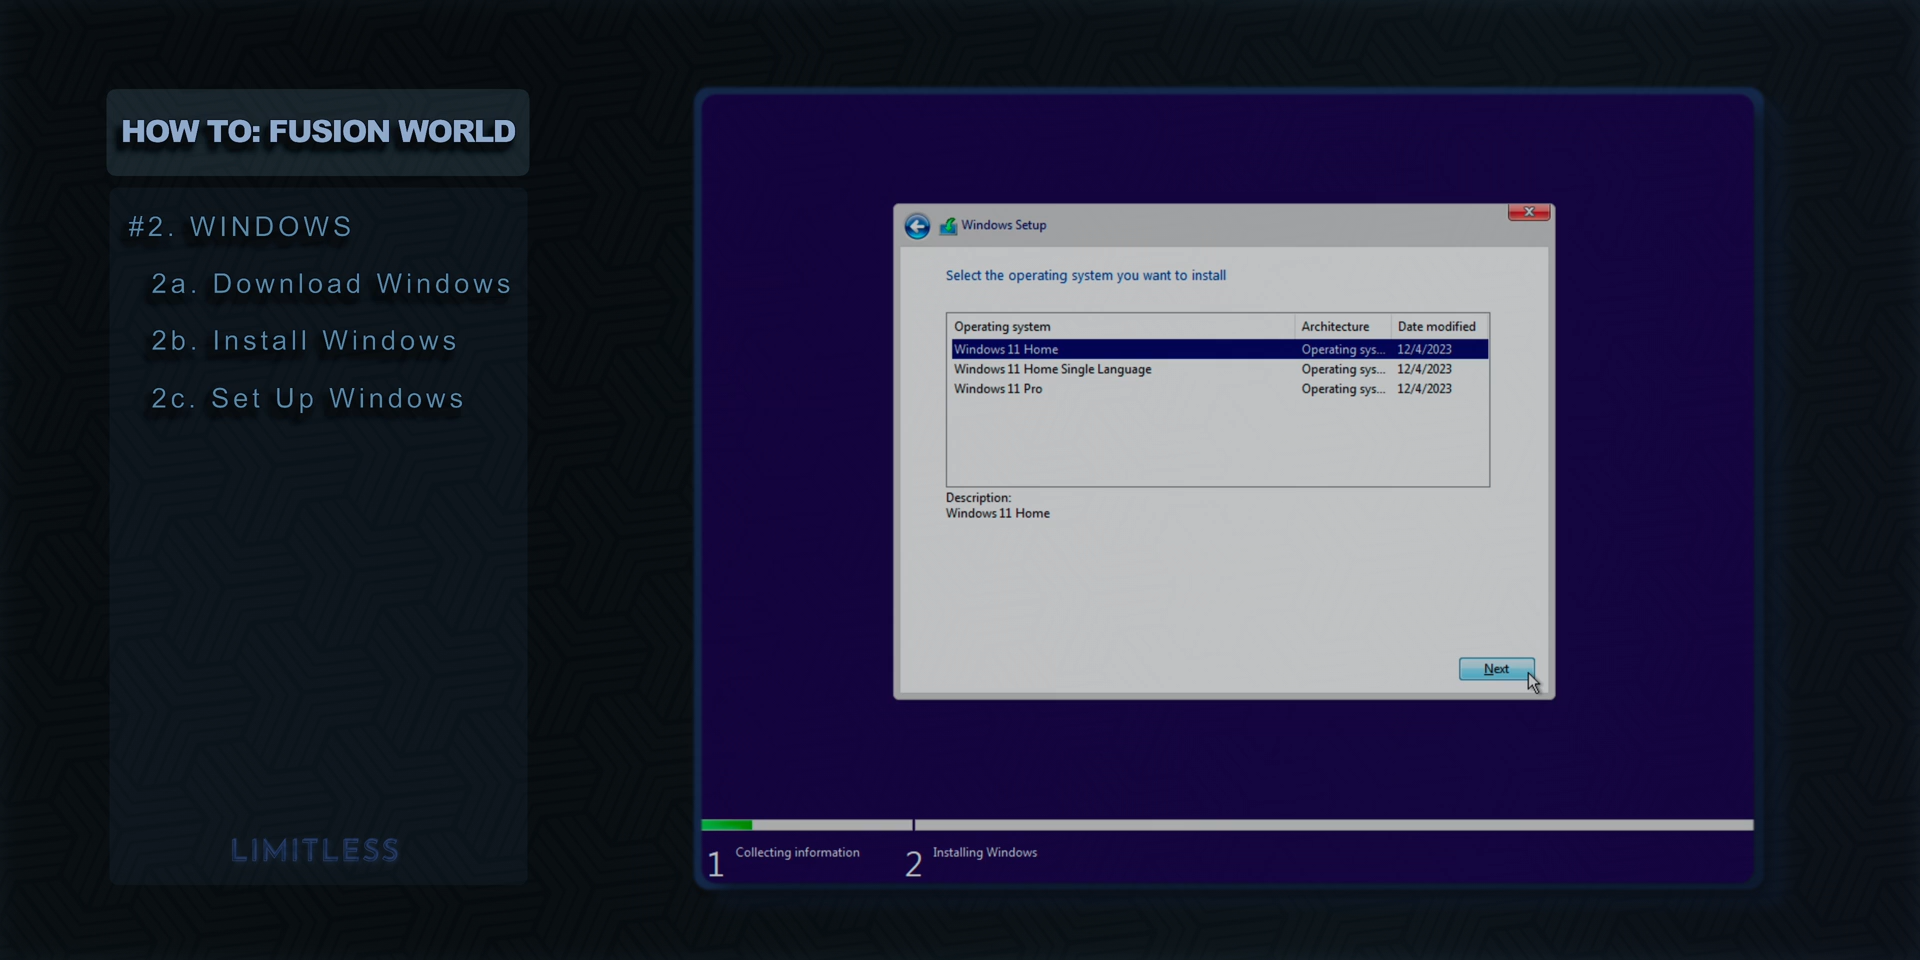 HOW TO: FUSION WORLD
#2. WINDOWS
2a. Download Windows
2b. Install Windows
2c. Set Up Windows
LIMITLESS
Windows Setup
Select the operating system you want to install
Operating system Architecture Date modified
Windows 11 Home Operating sys... 12/4/2023
Windows 11 Home Single Language Operating sys... 12/4/2023
Windows 11 Pro Operating sys... 12/4/2023
Description:
Windows 11 Home
Next
1 Collecting information 2 Installing Windows